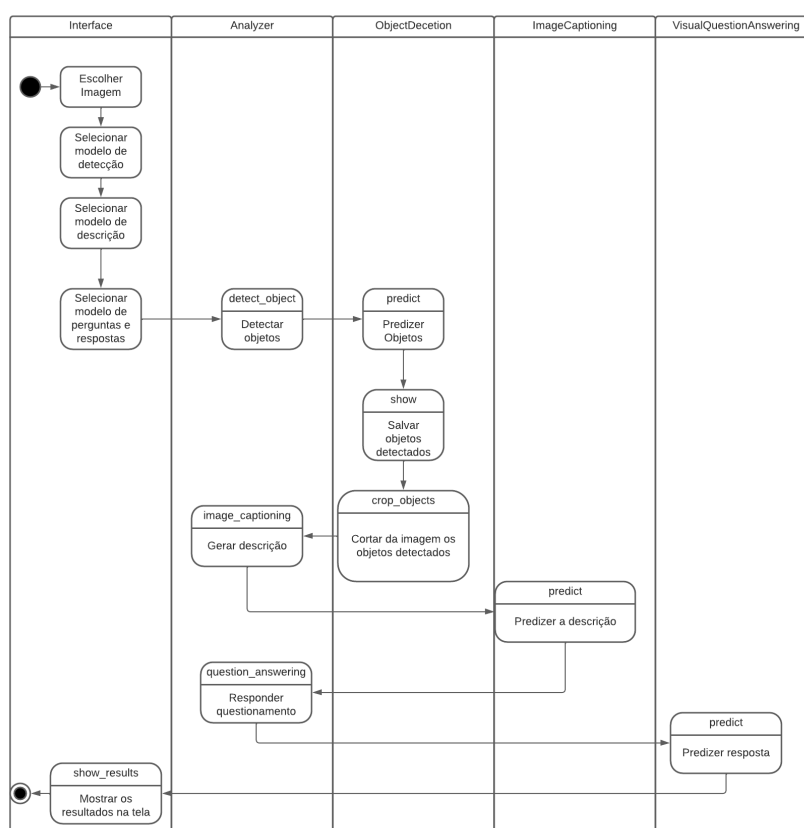 Interface
Analyzer
ObjectDecetion
ImageCaptioning
VisualQuestionAnswering
Escolher
Imagem
Selecionar
modelo de
detecção
Selecionar
modelo de
descrição
Selecionar
modelo de
perguntas e
respostas
detect_object
Detectar
objetos
predict
Predizer
Objetos
show
Salvar
objetos
detectados
crop_objects
Cortar da imagem os
objetos detectados
image_captioning
Gerar descrição
predict
Predizer a descrição
question_answering
Responder
questionamento
predict
Predizer resposta
show_results
Mostrar os
resultados na tela